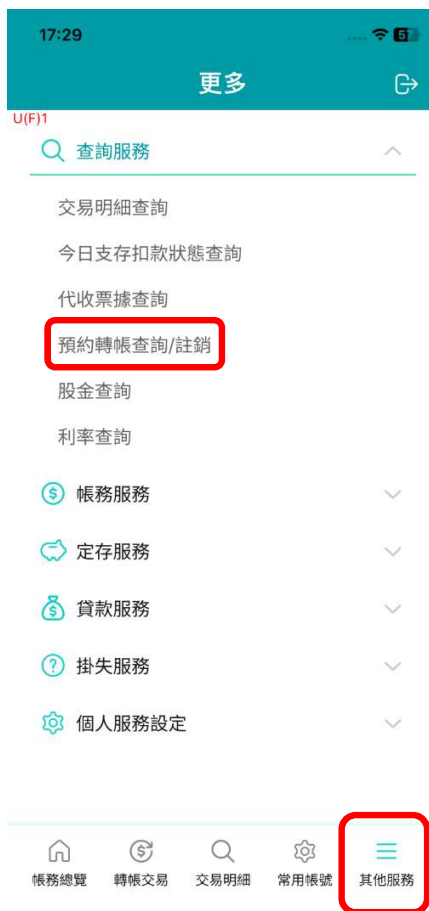 17:29
57
更多
U(F)1
查詢服務
交易明細查詢
今日支存扣款狀態查詢
代收票據查詢
預約轉帳查詢/註銷
股金查詢
利率查詢
帳務服務
定存服務
貸款服務
掛失服務
個人服務設定
帳務總覽 轉帳交易 交易明細 常用帳號 其他服務